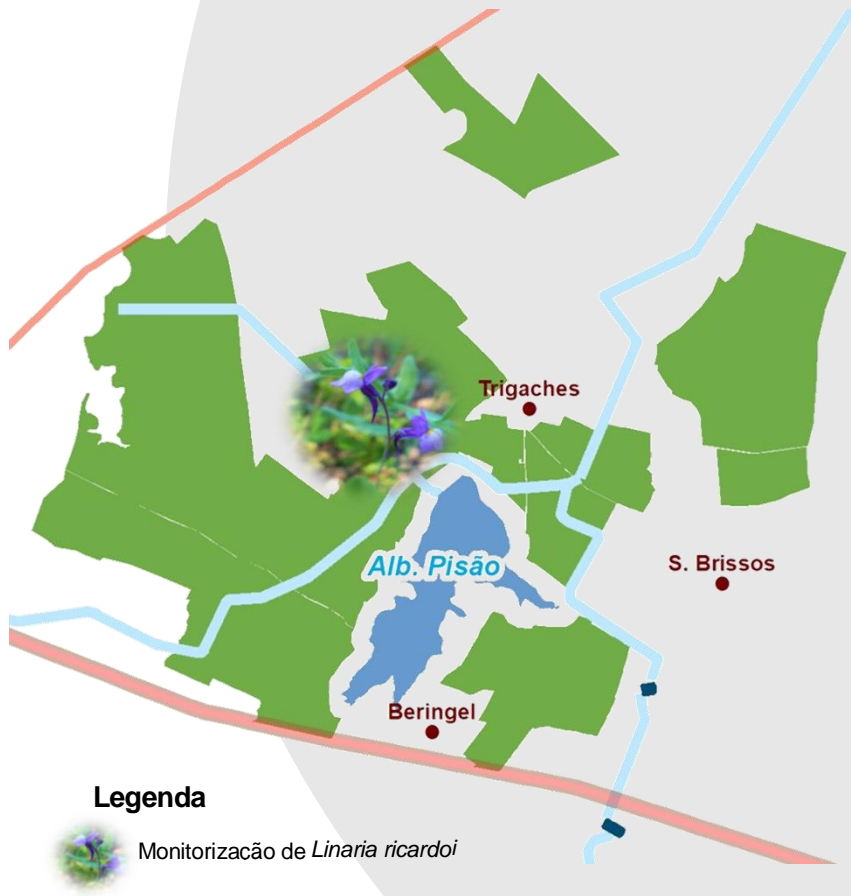 Trigaches
Alb. Pisão
S. Brissos
Beringel
Legenda
Monitorizacão de Linaria ricardoi